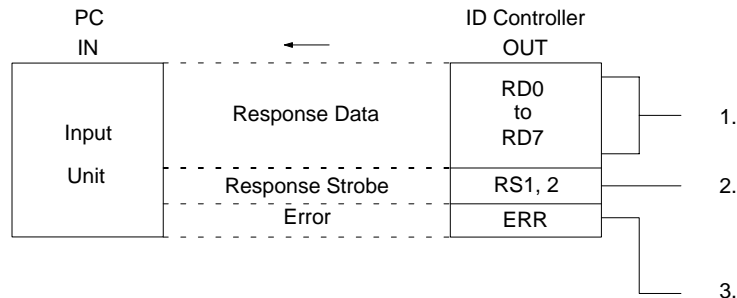 PC
ID Controller
IN
OUT
Input
Unit
Response Data
RD0
to
RD7
1.
Response Strobe
RS1, 2
2.
Error
ERR
3.